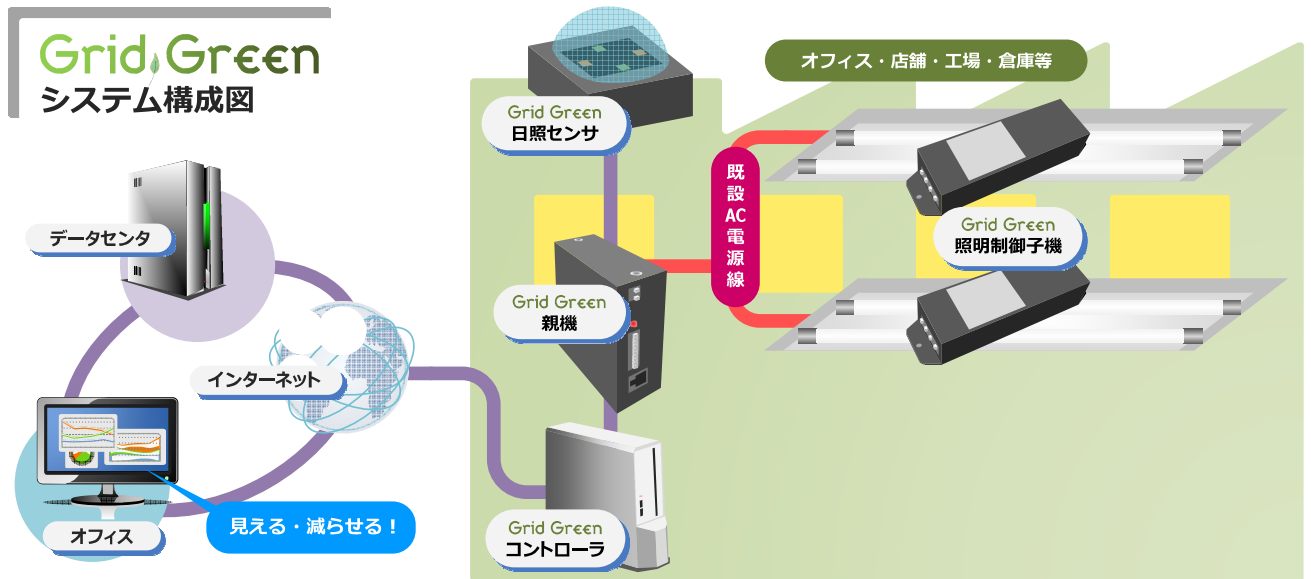 Grid Green
システム構成図
オフィス・店舗・工場・倉庫等
Grid Green
日照センサ
既設AC電源線
データセンタ
Grid Green
照明制御子機
Grid Green
親機
インターネット
見える・減らせる！
オフィス
Grid Green
コントローラ